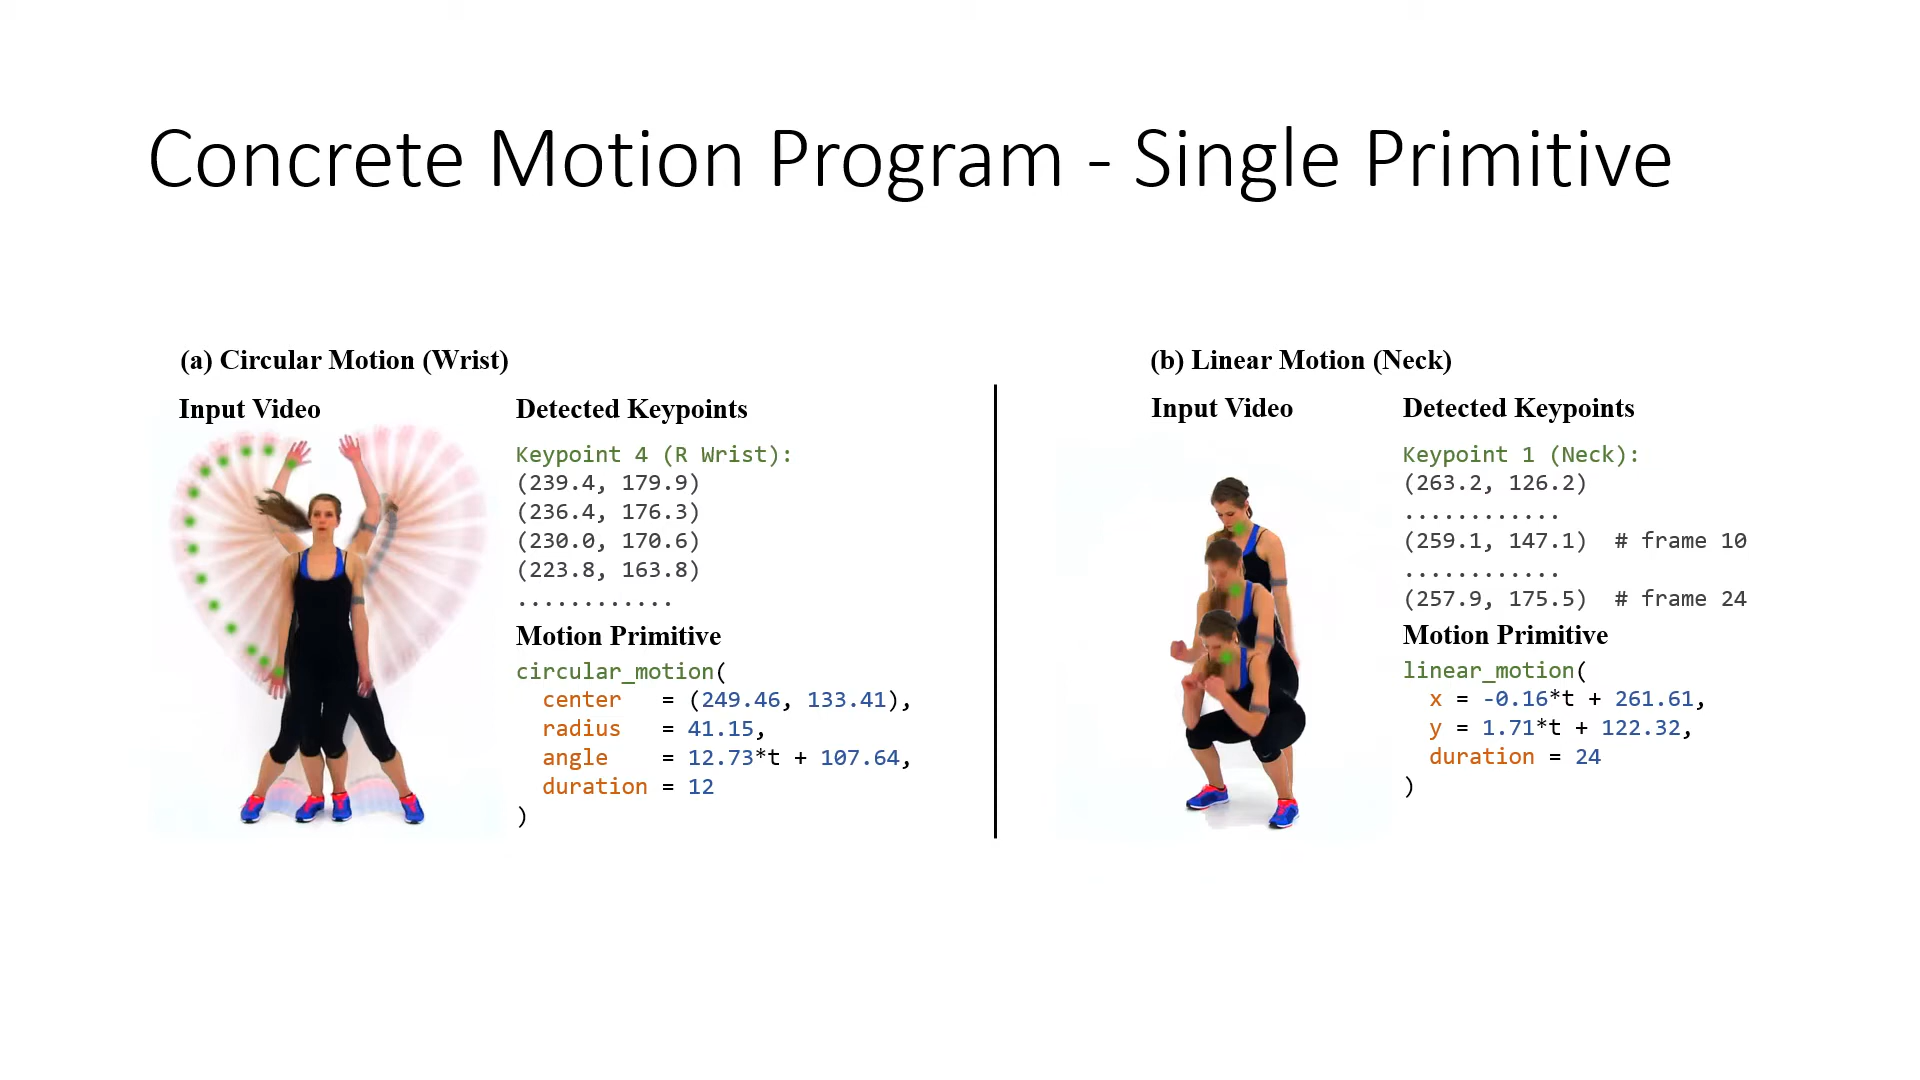 Concrete Motion Program - Single Primitive
(a) Circular Motion (Wrist)
Input Video
Detected Keypoints
Keypoint 4 (R Wrist):
(239.4, 179.9)
(236.4, 176.3)
(230.0, 170.6)
(223.8, 163.8)
............
Motion Primitive
circular_motion(
center = (249.46, 133.41),
radius = 41.15,
angle = 12.73*t + 107.64,
duration = 12
)
(b) Linear Motion (Neck)
Input Video
Detected Keypoints
Keypoint 1 (Neck):
(263.2, 126.2)
............
(259.1, 147.1) # frame 10
............
(257.9, 175.5) # frame 24
Motion Primitive
linear_motion(
x = -0.16*t + 261.61,
y = 1.71*t + 122.32,
duration = 24
)